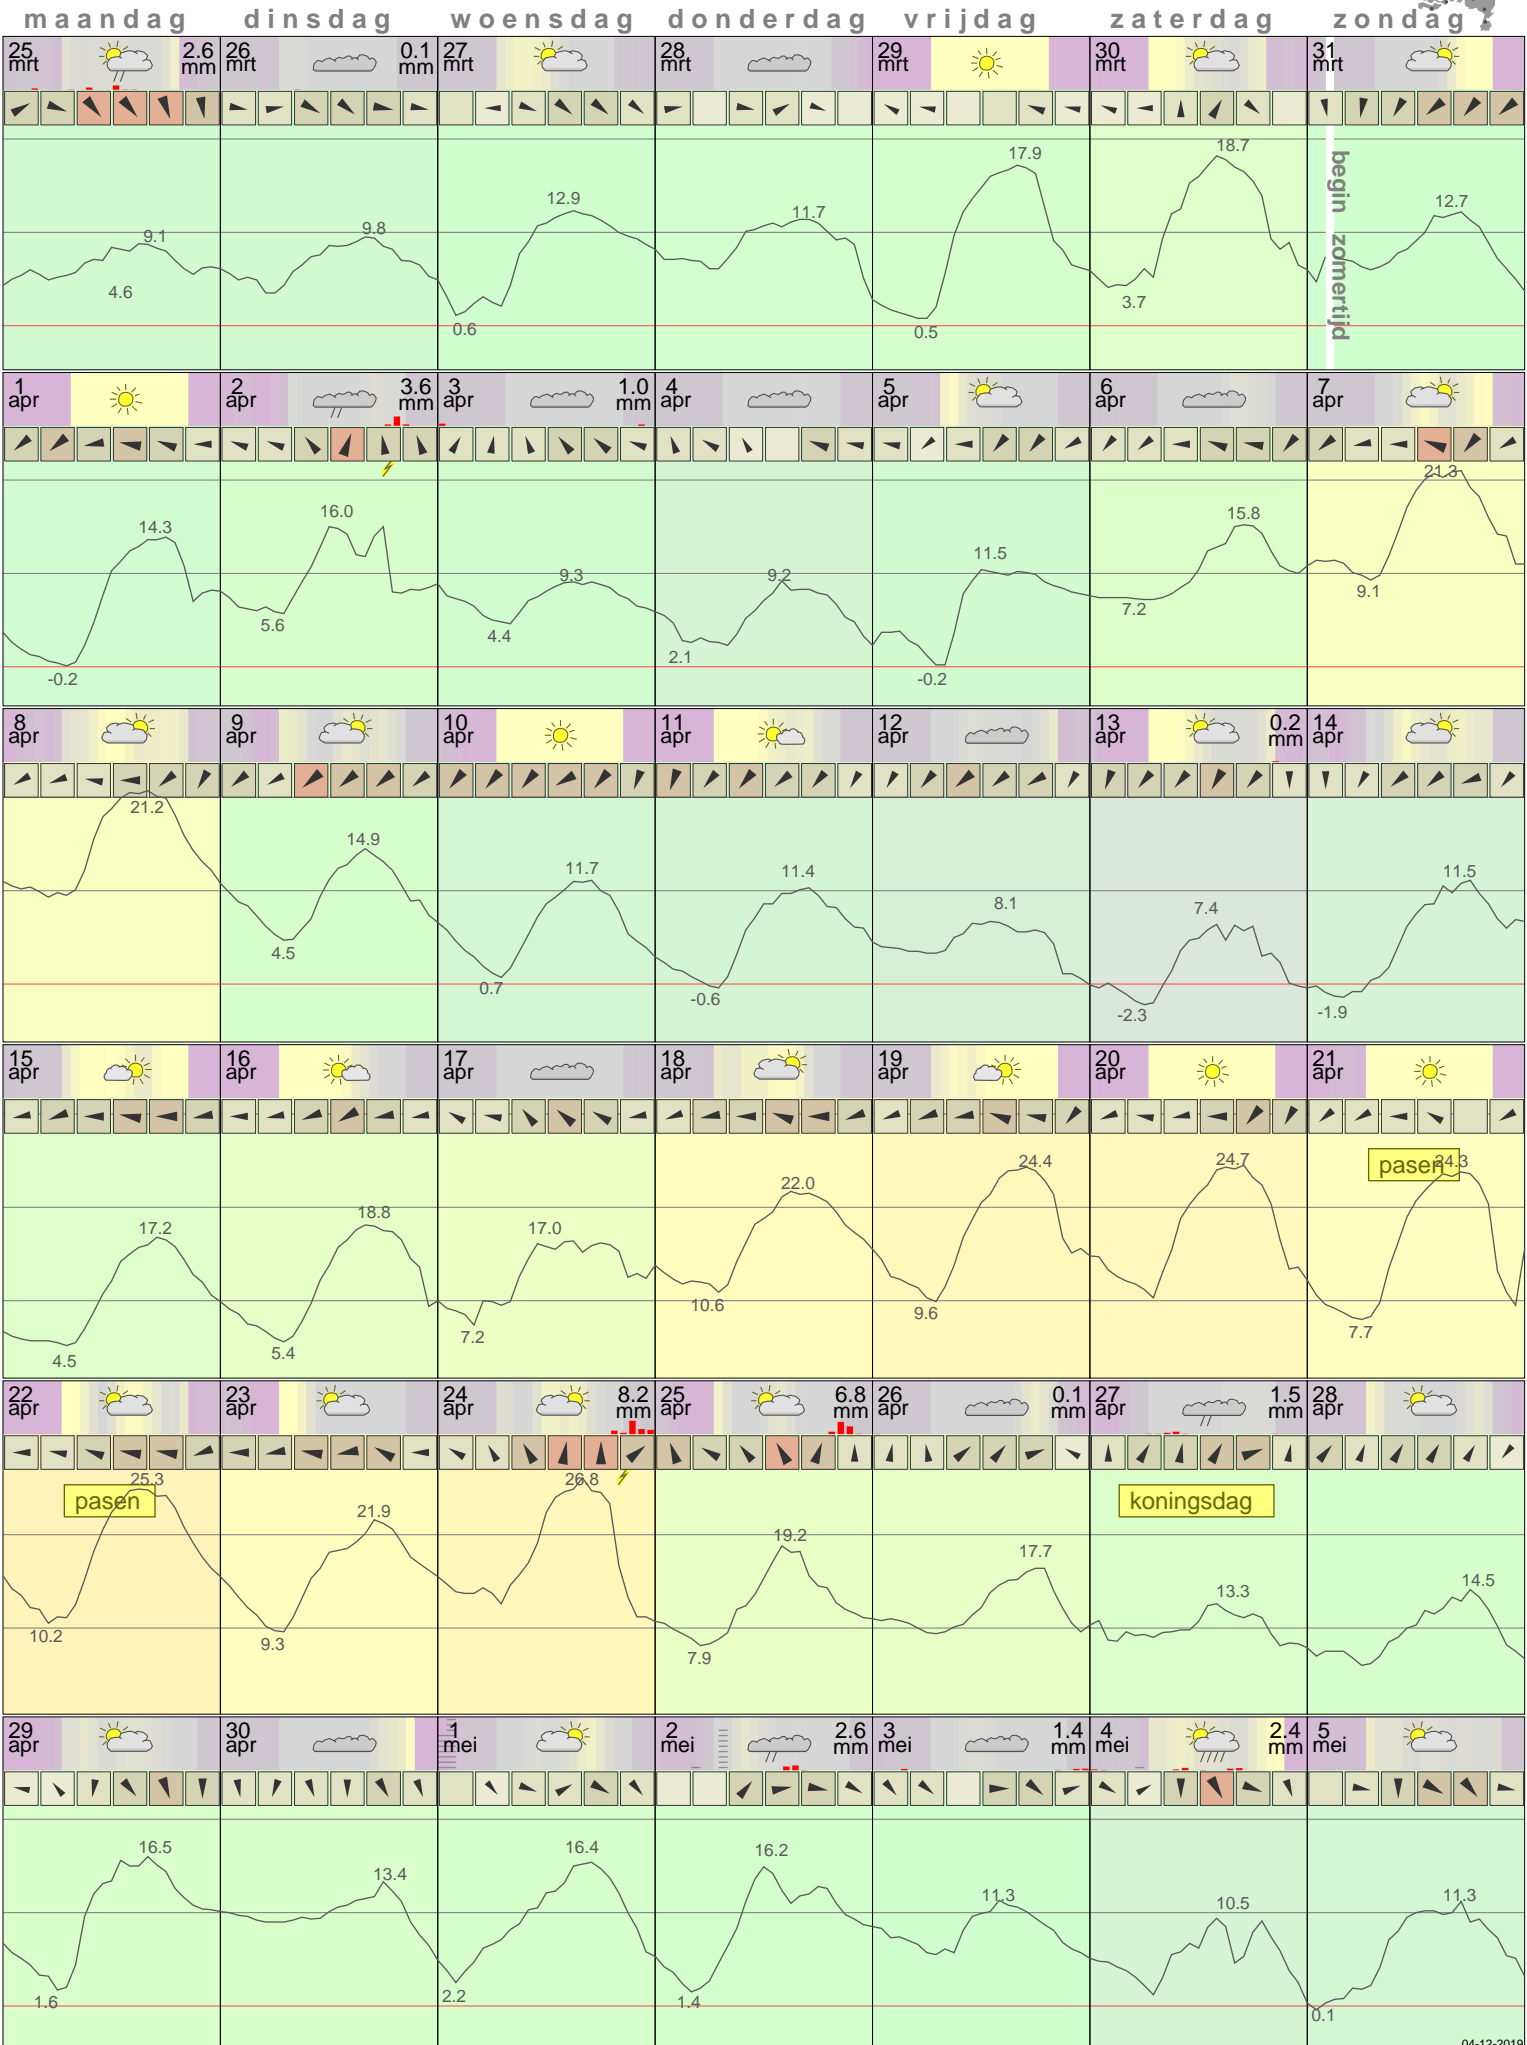 maandag dinsdag woensdag donderdag vrijdag zaterdag zondag
25 mrt 2.6 mm 26 mrt 0.1 mm 27 mrt 28 mrt 29 mrt 30 mrt 31 mrt
begin zomertijd
9.1 4.6 9.8 12.9 0.6 11.7 17.9 0.5 18.7 3.7 12.7
1 apr 2 apr 3.6 mm 3 apr 1.0 mm 4 apr 5 apr 6 apr 7 apr
14.3 -0.2 16.0 5.6 9.3 4.4 9.2 2.1 11.5 -0.2 15.8 7.2 21.3 9.1
8 apr 9 apr 10 apr 11 apr 12 apr 13 apr 0.2 mm 14 apr
21.2 14.9 4.5 11.7 0.7 11.4 -0.6 8.1 7.4 -2.3 11.5 -1.9
15 apr 16 apr 17 apr 18 apr 19 apr 20 apr 21 apr
pasen
17.2 4.5 18.8 5.4 17.0 7.2 22.0 10.6 24.4 9.6 24.7 24.3 7.7
22 apr 23 apr 24 apr 8.2 mm 25 apr 6.8 mm 26 apr 0.1 mm 27 apr 1.5 mm 28 apr
pasen koningsdag
25.3 10.2 21.9 9.3 26.8 19.2 7.9 17.7 13.3 14.5
29 apr 30 apr 1 mei 2 mei 2.6 mm 3 mei 1.4 mm 4 mei 2.4 mm 5 mei
16.5 1.6 13.4 16.4 2.2 16.2 1.4 11.3 10.5 11.3 0.1
04-12-2019